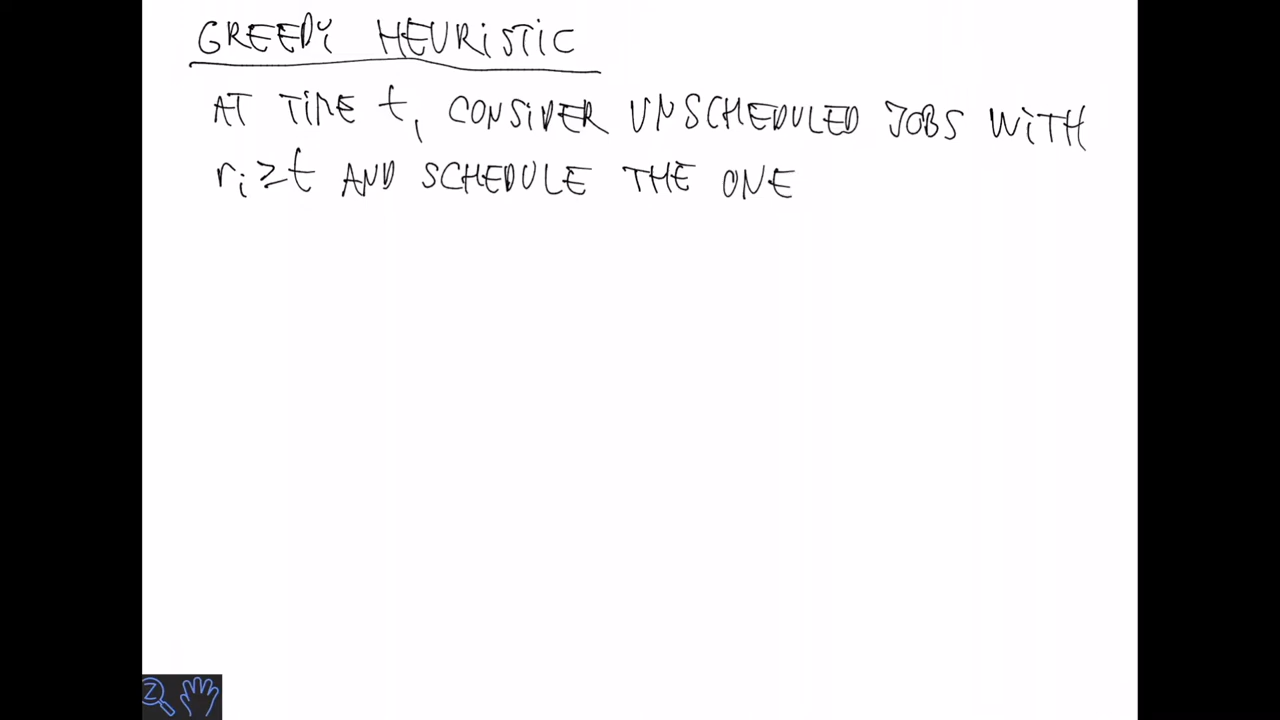 GREEDY HEURISTIC
AT TIME t, CONSIDER UNSCHEDULED JOBS WITH
ri ≥ t AND SCHEDULE THE ONE
Z